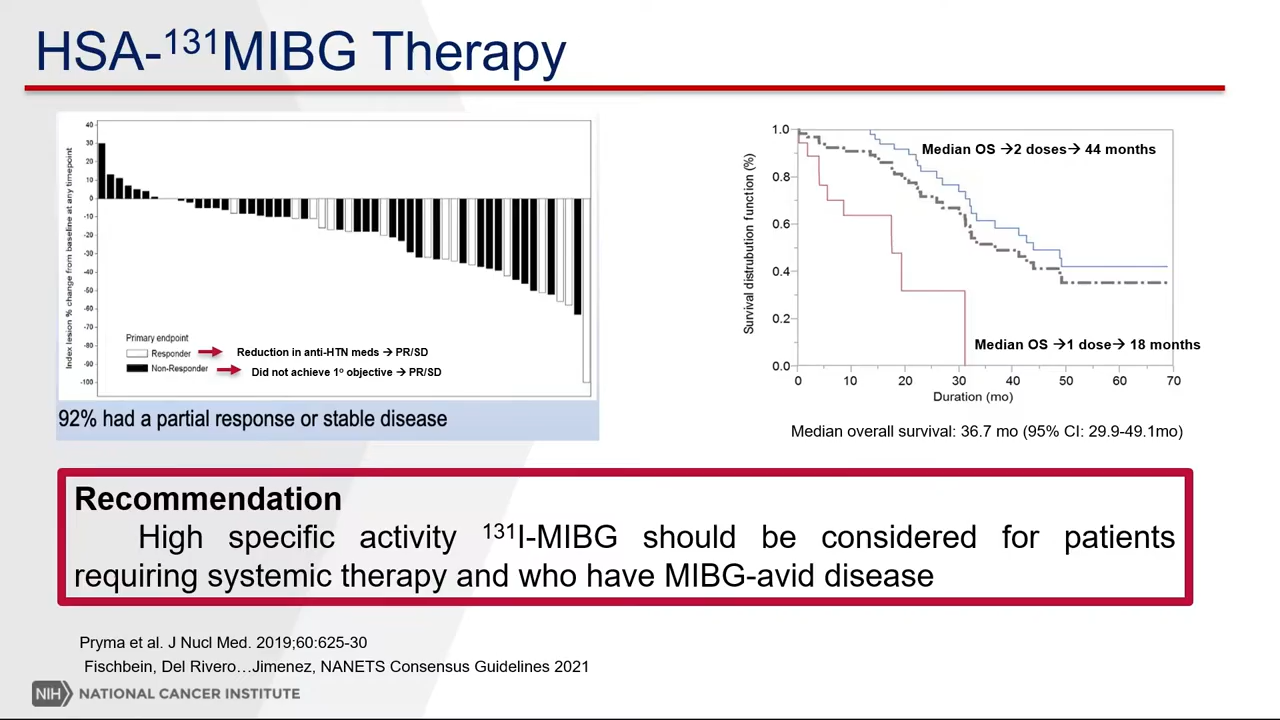 HSA-¹³¹MIBG Therapy
Index lesion % change from baseline at any timepoint
40
30
20
10
0
-10
-20
-30
-40
-50
-60
-70
-80
-90
-100
Primary endpoint
Responder
Reduction in anti-HTN meds → PR/SD
Non-Responder
Did not achieve 1º objective → PR/SD
92% had a partial response or stable disease
Survival distrubution function (%)
1.0
0.8
0.6
0.4
0.2
0.0
Median OS →2 doses→ 44 months
Median OS →1 dose→ 18 months
0 10 20 30 40 50 60 70
Duration (mo)
Median overall survival: 36.7 mo (95% CI: 29.9-49.1mo)
Recommendation
High specific activity ¹³¹I-MIBG should be considered for patients
requiring systemic therapy and who have MIBG-avid disease
Pryma et al. J Nucl Med. 2019;60:625-30
Fischbein, Del Rivero…Jimenez, NANETS Consensus Guidelines 2021
NIH NATIONAL CANCER INSTITUTE